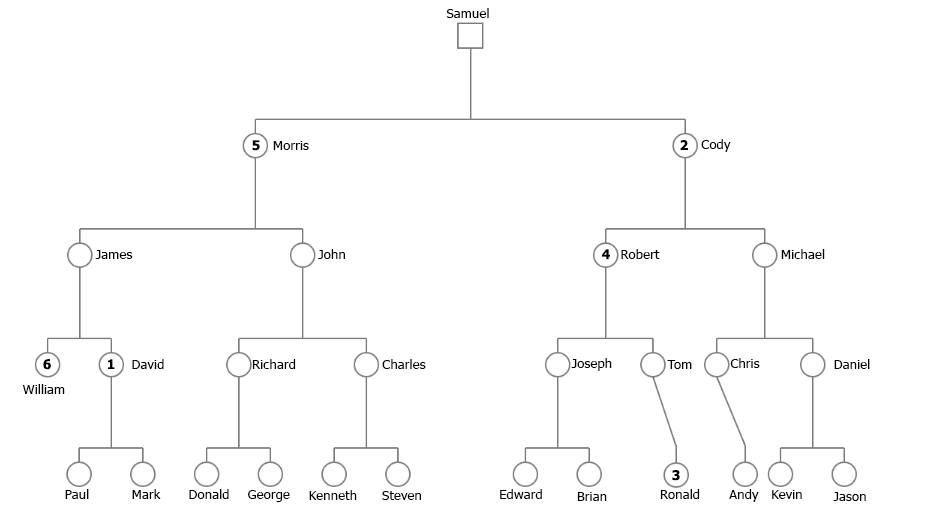 Samuel
5 Morris
2 Cody
James
John
4 Robert
Michael
6
1 David
Richard
Charles
Joseph
Tom
Chris
Daniel
William
3
Paul
Mark
Donald
George
Kenneth
Steven
Edward
Brian
Ronald
Andy
Kevin
Jason